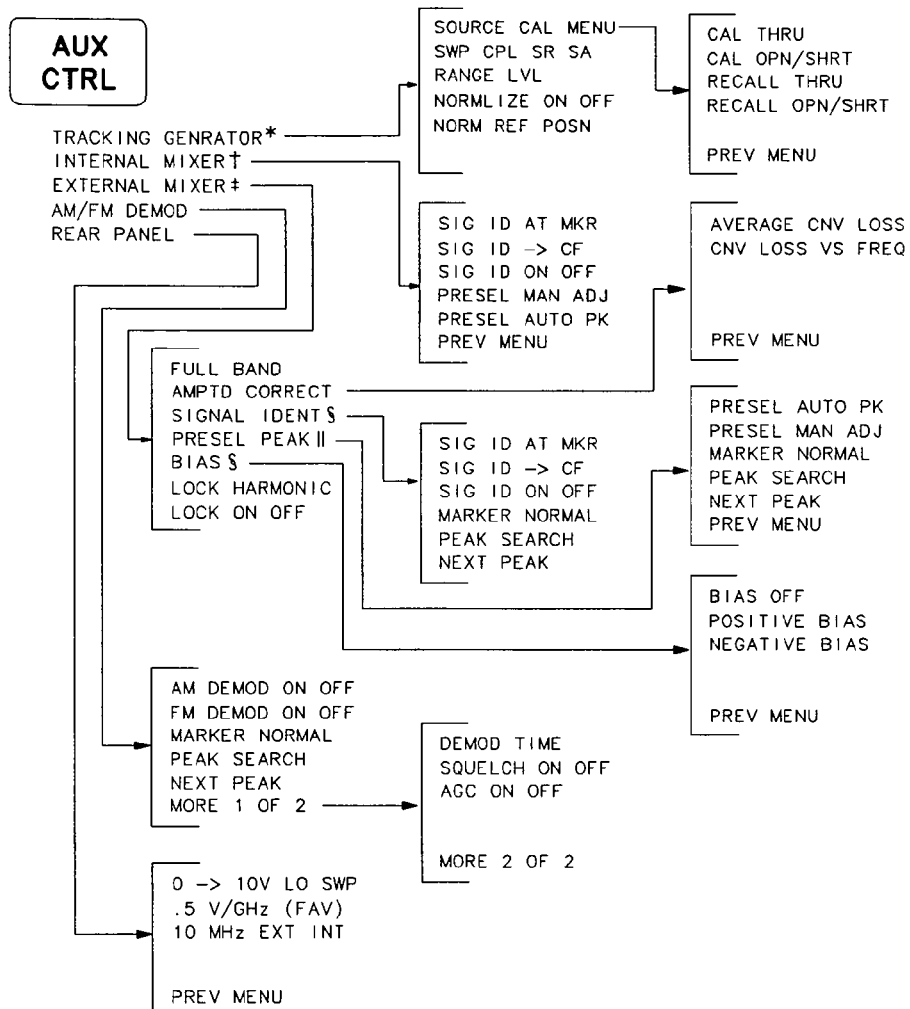 AUX
CTRL
TRACKING GENRATOR*
INTERNAL MIXER†
EXTERNAL MIXER‡
AM/FM DEMOD
REAR PANEL
SOURCE CAL MENU
SWP CPL SR SA
RANGE LVL
NORMLIZE ON OFF
NORM REF POSN
CAL THRU
CAL OPN/SHRT
RECALL THRU
RECALL OPN/SHRT
PREV MENU
SIG ID AT MKR
SIG ID -> CF
SIG ID ON OFF
PRESEL MAN ADJ
PRESEL AUTO PK
PREV MENU
AVERAGE CNV LOSS
CNV LOSS VS FREQ
PREV MENU
FULL BAND
AMPTD CORRECT
SIGNAL IDENT§
PRESEL PEAK‖
BIAS§
LOCK HARMONIC
LOCK ON OFF
SIG ID AT MKR
SIG ID -> CF
SIG ID ON OFF
MARKER NORMAL
PEAK SEARCH
NEXT PEAK
PRESEL AUTO PK
PRESEL MAN ADJ
MARKER NORMAL
PEAK SEARCH
NEXT PEAK
PREV MENU
BIAS OFF
POSITIVE BIAS
NEGATIVE BIAS
PREV MENU
AM DEMOD ON OFF
FM DEMOD ON OFF
MARKER NORMAL
PEAK SEARCH
NEXT PEAK
MORE 1 OF 2
DEMOD TIME
SQUELCH ON OFF
AGC ON OFF
MORE 2 OF 2
0 -> 10V LO SWP
.5 V/GHz (FAV)
10 MHz EXT INT
PREV MENU